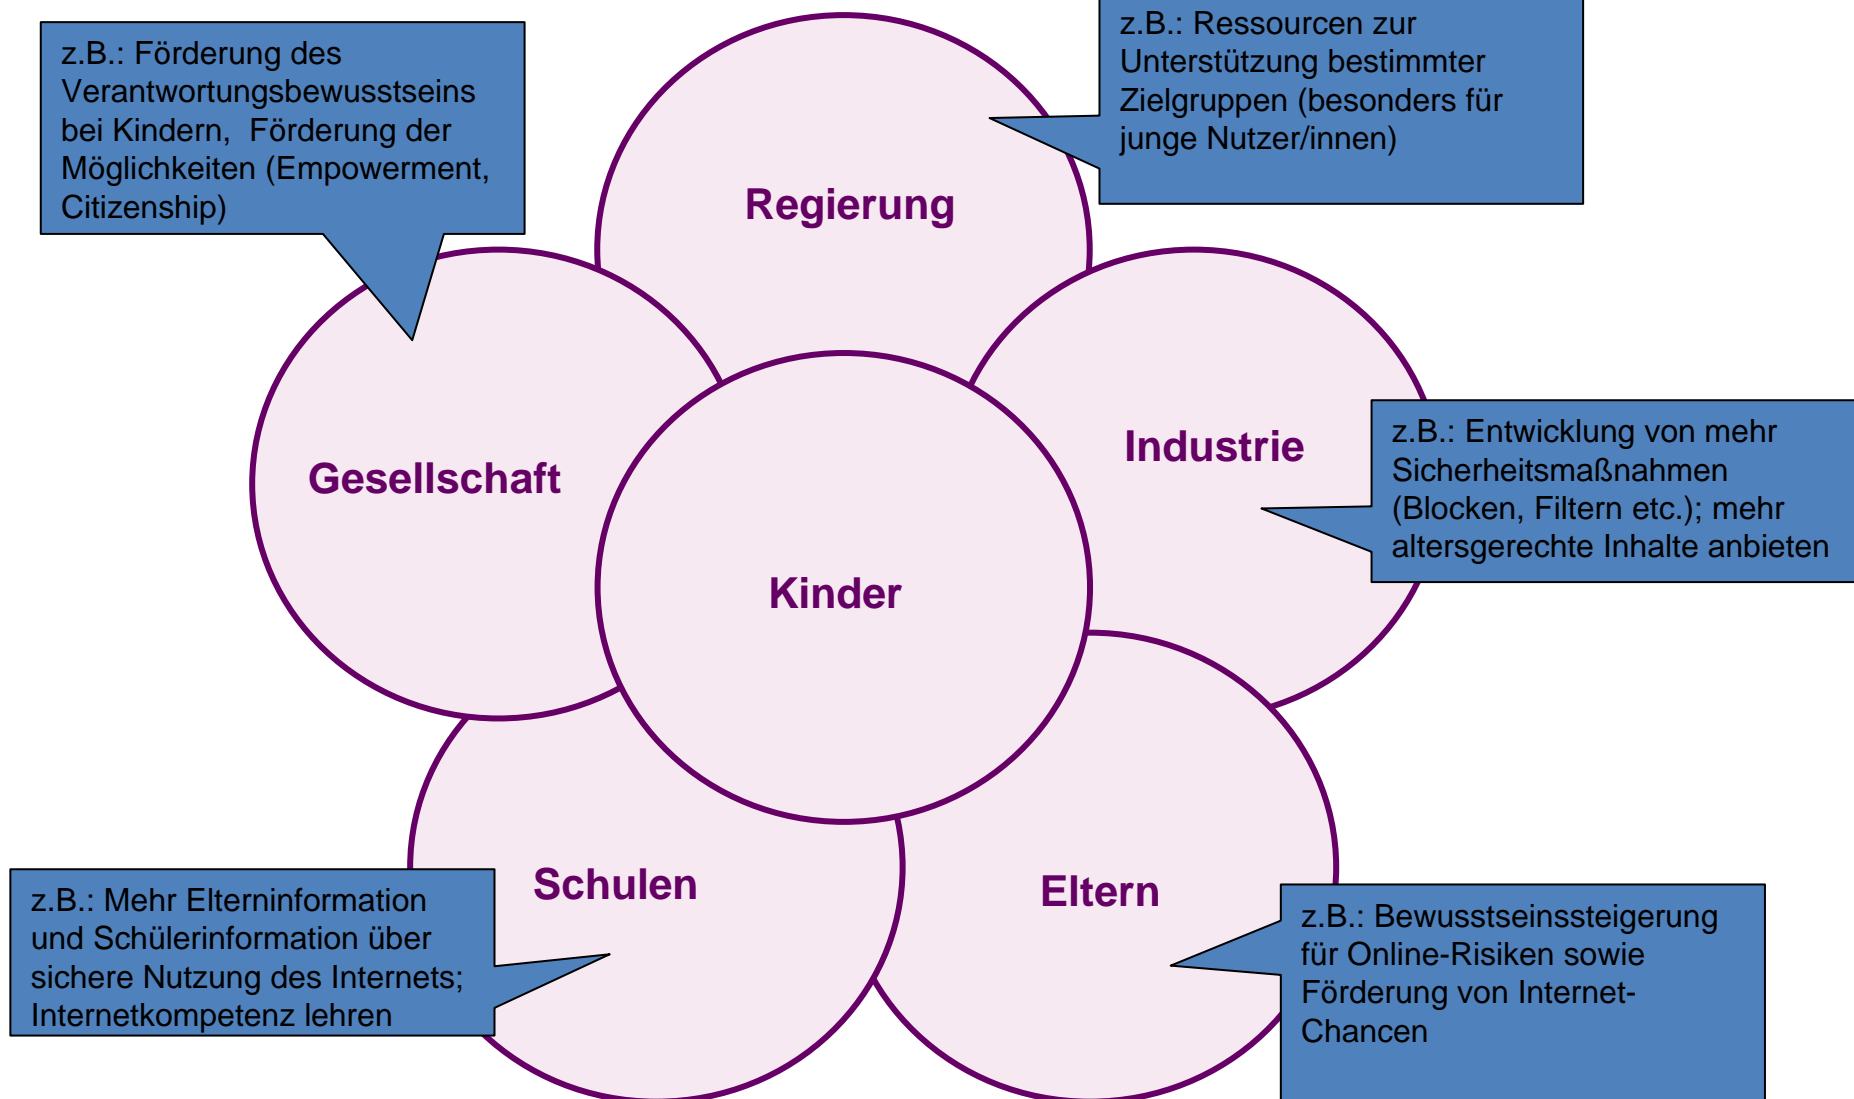 z.B.: Förderung des
Verantwortungsbewusstseins
bei Kindern,  Förderung der
Möglichkeiten (Empowerment,
Citizenship)
z.B.: Ressourcen zur
Unterstützung bestimmter
Zielgruppen (besonders für
junge Nutzer/innen)
Regierung
Gesellschaft
Industrie
z.B.: Entwicklung von mehr
Sicherheitsmaßnahmen
(Blocken, Filtern etc.); mehr
altersgerechte Inhalte anbieten
Kinder
Schulen
Eltern
z.B.: Mehr Elterninformation
und Schülerinformation über
sichere Nutzung des Internets;
Internetkompetenz lehren
z.B.: Bewusstseinssteigerung
für Online-Risiken sowie
Förderung von Internet-
Chancen